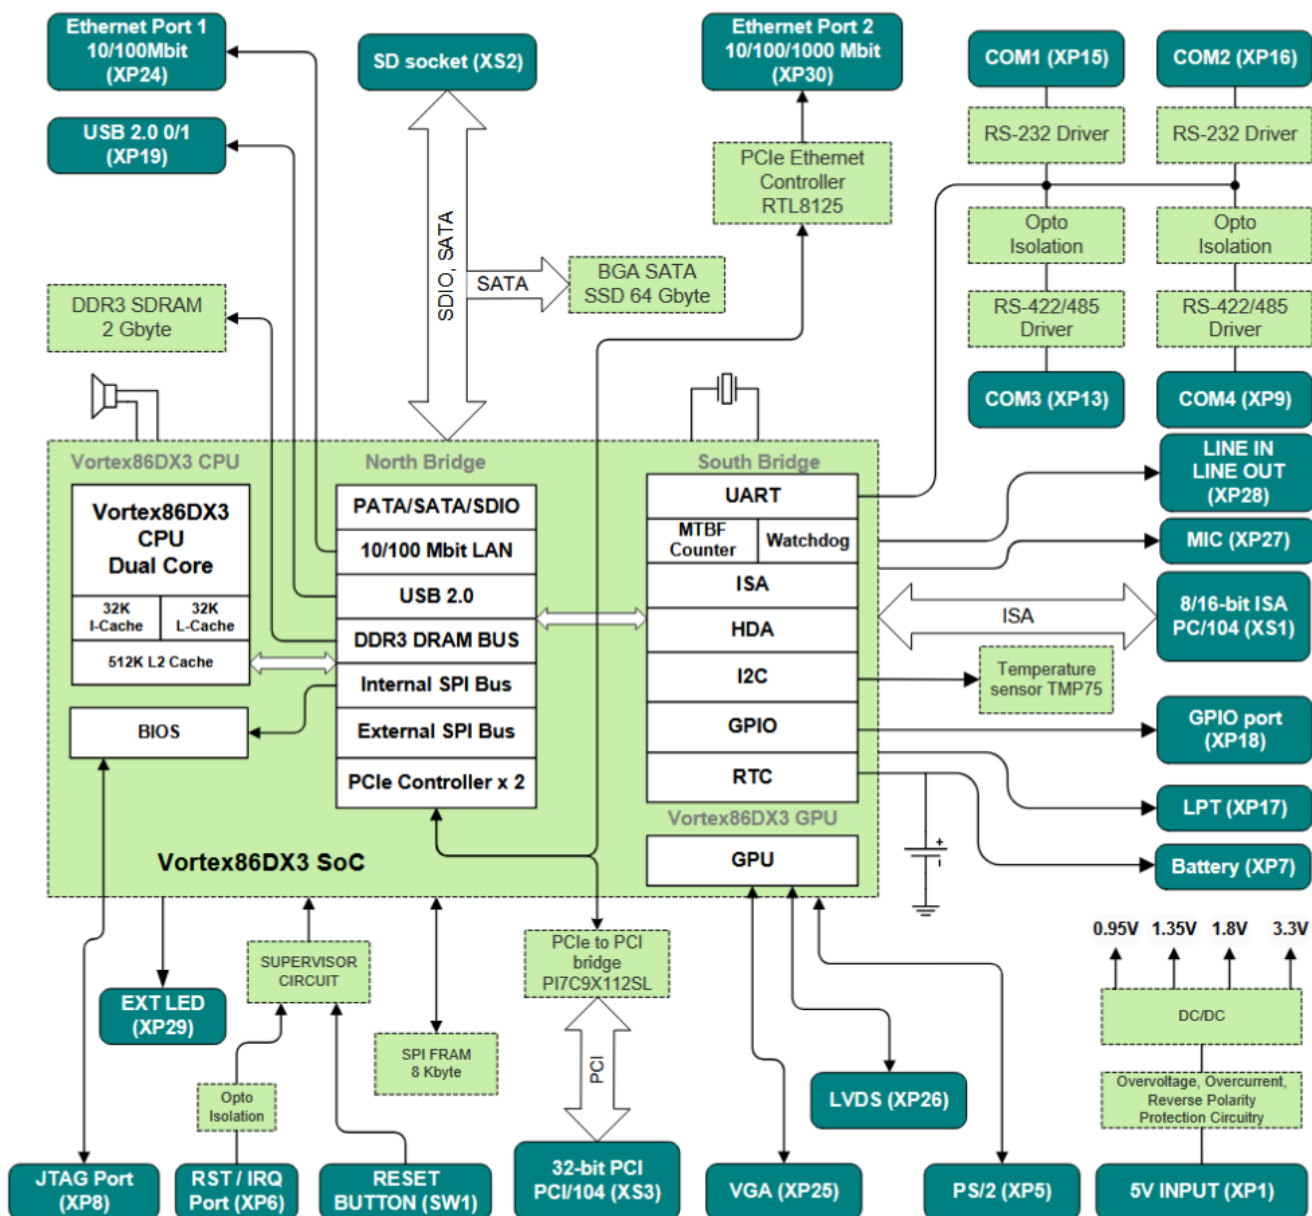 Ethernet Port 1
10/100Mbit
(XP24)
SD socket (XS2)
Ethernet Port 2
10/100/1000 Mbit
(XP30)
COM1 (XP15)
COM2 (XP16)
USB 2.0 0/1
(XP19)
RS-232 Driver
RS-232 Driver
PCIe Ethernet
Controller
RTL8125
Opto
Isolation
Opto
Isolation
SDIO, SATA
SATA
BGA SATA
SSD 64 Gbyte
DDR3 SDRAM
2 Gbyte
RS-422/485
Driver
RS-422/485
Driver
COM3 (XP13)
COM4 (XP9)
Vortex86DX3 CPU
North Bridge
South Bridge
Vortex86DX3
CPU
Dual Core
32K
I-Cache
32K
L-Cache
512K L2 Cache
BIOS
PATA/SATA/SDIO
10/100 Mbit LAN
USB 2.0
DDR3 DRAM BUS
Internal SPI Bus
External SPI Bus
PCIe Controller x 2
UART
MTBF
Counter
Watchdog
ISA
HDA
I2C
GPIO
RTC
Vortex86DX3 GPU
GPU
Vortex86DX3 SoC
LINE IN
LINE OUT
(XP28)
MIC (XP27)
ISA
8/16-bit ISA
PC/104 (XS1)
Temperature
sensor TMP75
GPIO port
(XP18)
LPT (XP17)
+
-
Battery (XP7)
0.95V
1.35V
1.8V
3.3V
SUPERVISOR
CIRCUIT
PCIe to PCI
bridge
PI7C9X112SL
EXT LED
(XP29)
DC/DC
SPI FRAM
8 Kbyte
PCI
Opto
Isolation
LVDS (XP26)
Overvoltage, Overcurrent,
Reverse Polarity
Protection Circuitry
JTAG Port
(XP8)
RST / IRQ
Port (XP6)
RESET
BUTTON (SW1)
32-bit PCI
PCI/104 (XS3)
VGA (XP25)
PS/2 (XP5)
5V INPUT (XP1)